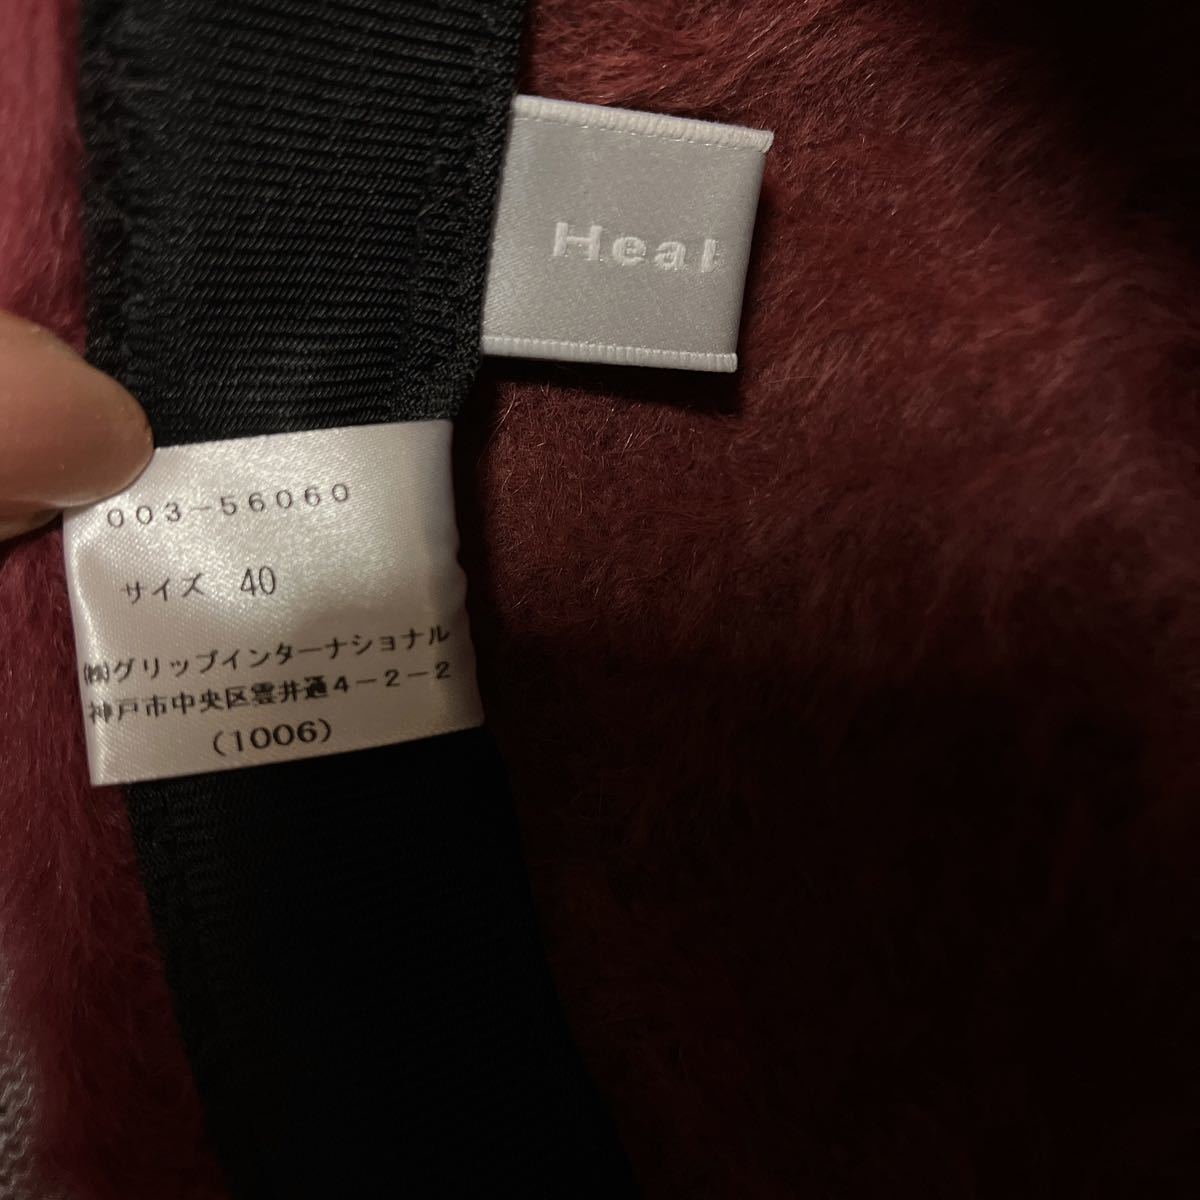 Heal
003-56060
サイズ 40
(株)グリップインターナショナル
神戸市中央区雲井通4-2-2
(1006)